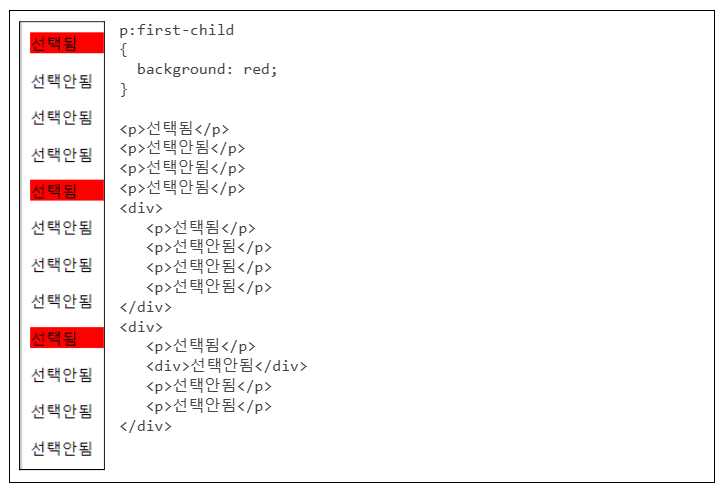 선택됨
선택안됨
선택안됨
선택안됨
선택됨
선택안됨
선택안됨
선택안됨
선택됨
선택안됨
선택안됨
선택안됨
p:first-child
{
  background: red;
}
<p>선택됨</p>
<p>선택안됨</p>
<p>선택안됨</p>
<p>선택안됨</p>
<div>
   <p>선택됨</p>
   <p>선택안됨</p>
   <p>선택안됨</p>
   <p>선택안됨</p>
</div>
<div>
   <p>선택됨</p>
   <div>선택안됨</div>
   <p>선택안됨</p>
   <p>선택안됨</p>
</div>